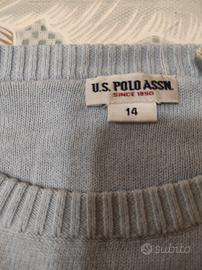 U.S. POLO ASSN.
SINCE 1890
14
subito